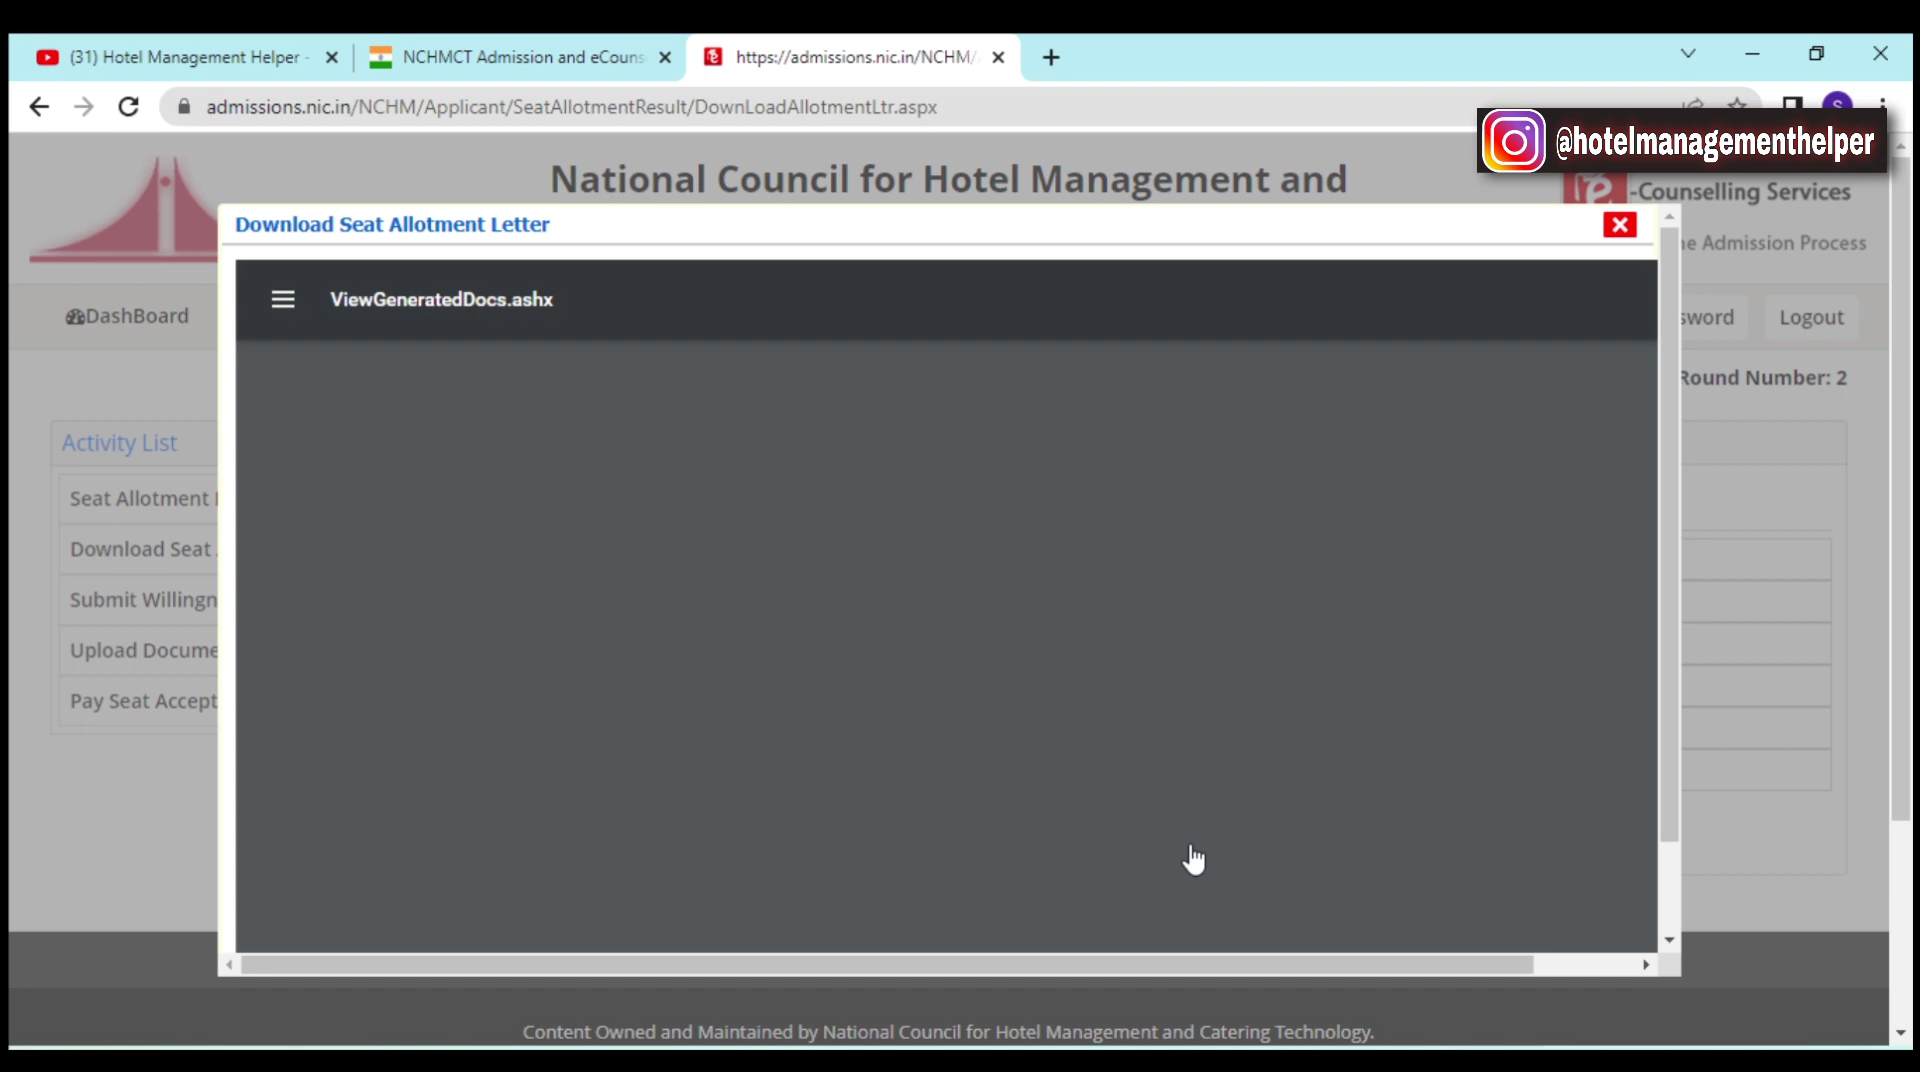 (31) Hotel Management Helper -
NCHMCT Admission and eCouns
https://admissions.nic.in/NCHM/
admissions.nic.in/NCHM/Applicant/SeatAllotmentResult/DownLoadAllotmentLtr.aspx
S
@hotelmanagementhelper
National Council for Hotel Management and
-Counselling Services
Download Seat Allotment Letter
e Admission Process
ViewGeneratedDocs.ashx
DashBoard
sword
Logout
Round Number: 2
Activity List
Seat Allotment
Download Seat
Submit Willingn
Upload Docume
Pay Seat Accept
Content Owned and Maintained by National Council for Hotel Management and Catering Technology.